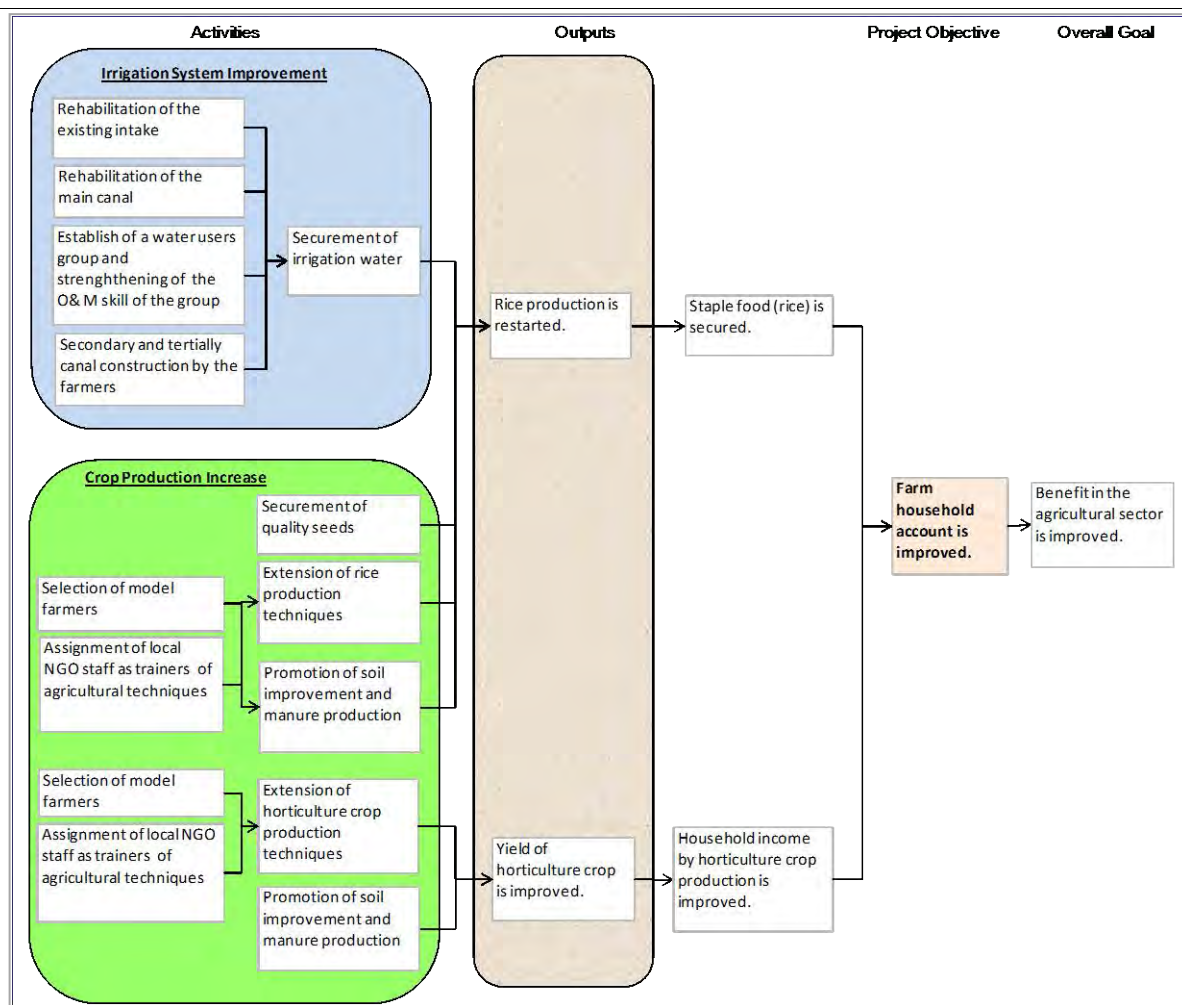 Activities
Outputs
Project Objective
Overall Goal
Irrigation System Improvement
Rehabilitation of the
existing intake
Rehabilitation of the
main canal
Establish of a water users
group and
strenghthening of the
O& M skill of the group
Secondary and tertially
canal construction by the
farmers
Securement of
irrigation water
Rice production is
restarted.
Staple food (rice) is
secured.
Crop Production Increase
Securement of
quality seeds
Selection of model
farmers
Assignment of local
NGO staff as trainers of
agricultural techniques
Extension of rice
production
techniques
Promotion of soil
improvement and
manure production
Farm
household
account is
improved.
Benefit in the
agricultural sector
is improved.
Selection of model
farmers
Assignment of local NGO
staff as trainers of
agricultural techniques
Extension of
horticulture crop
production
techniques
Promotion of soil
improvement and
manure production
Yield of
horticulture crop
is improved.
Household income
by horticulture crop
production is
improved.